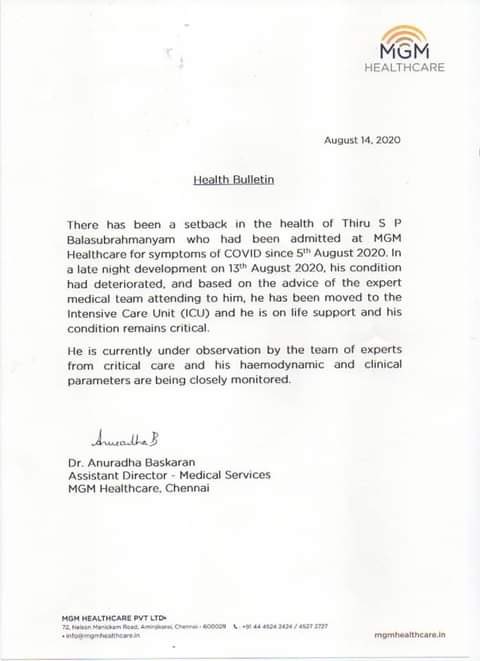 MGM
HEALTHCARE
August 14, 2020
Health Bulletin
There has been a setback in the health of Thiru S P
Balasubrahmanyam who had been admitted at MGM
Healthcare for symptoms of COVID since 5th August 2020. In
a late night development on 13th August 2020, his condition
had deteriorated, and based on the advice of the expert
medical team attending to him, he has been moved to the
Intensive Care Unit (ICU) and he is on life support and his
condition remains critical.
He is currently under observation by the team of experts
from critical care and his haemodynamic and clinical
parameters are being closely monitored.
Anuradha B
Dr. Anuradha Baskaran
Assistant Director - Medical Services
MGM Healthcare, Chennai
MGM HEALTHCARE PVT LTD
72, Nelson Manickam Road, Aminjikarai, Chennai - 600029 +91 44 4524 2424 / 4527 2727
• info@mgmhealthcare.in mgmhealthcare.in